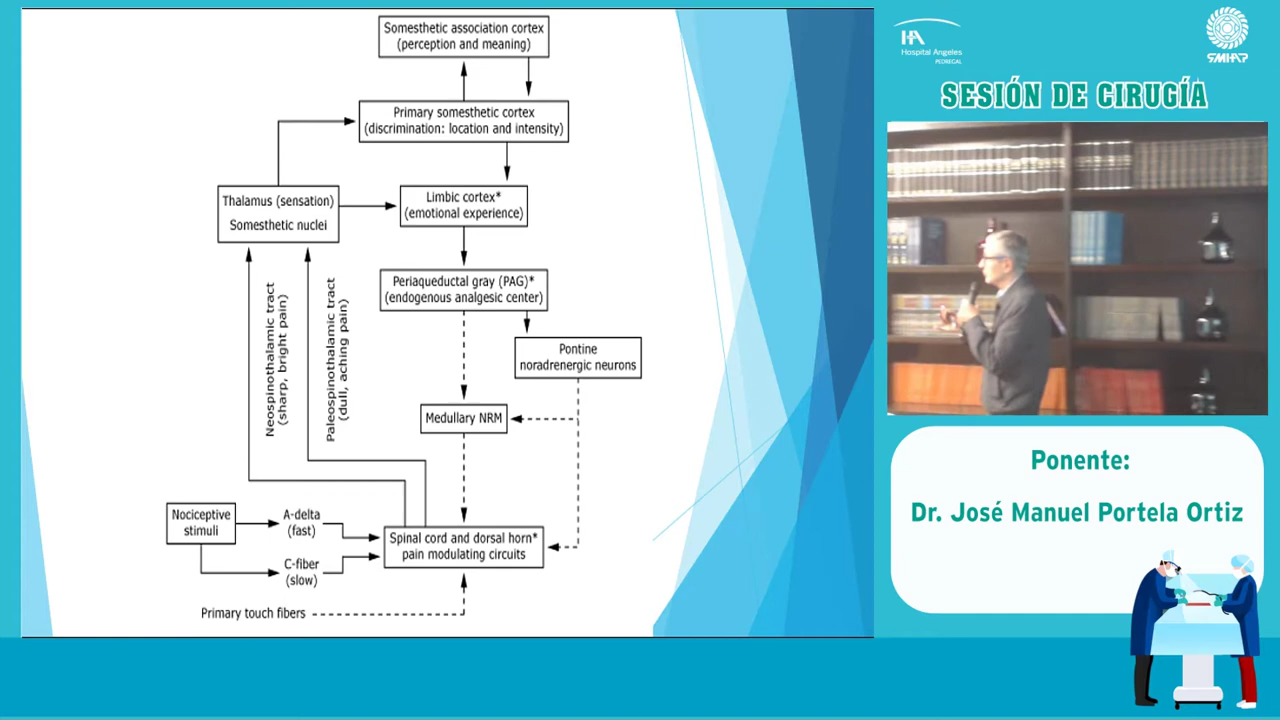 Somesthetic association cortex
(perception and meaning)
Primary somesthetic cortex
(discrimination: location and intensity)
Thalamus (sensation)
Somesthetic nuclei
Limbic cortex*
(emotional experience)
Periaqueductal gray (PAG)*
(endogenous analgesic center)
Neospinothalamic tract
(sharp, bright pain)
Paleospinothalamic tract
(dull, aching pain)
Pontine
noradrenergic neurons
Medullary NRM
Nociceptive
stimuli
A-delta
(fast)
C-fiber
(slow)
Spinal cord and dorsal horn*
pain modulating circuits
Primary touch fibers
HA
Hospital Angeles
PEDREGAL
SMHAP
SESIÓN DE CIRUGÍA
Ponente:
Dr. José Manuel Portela Ortiz